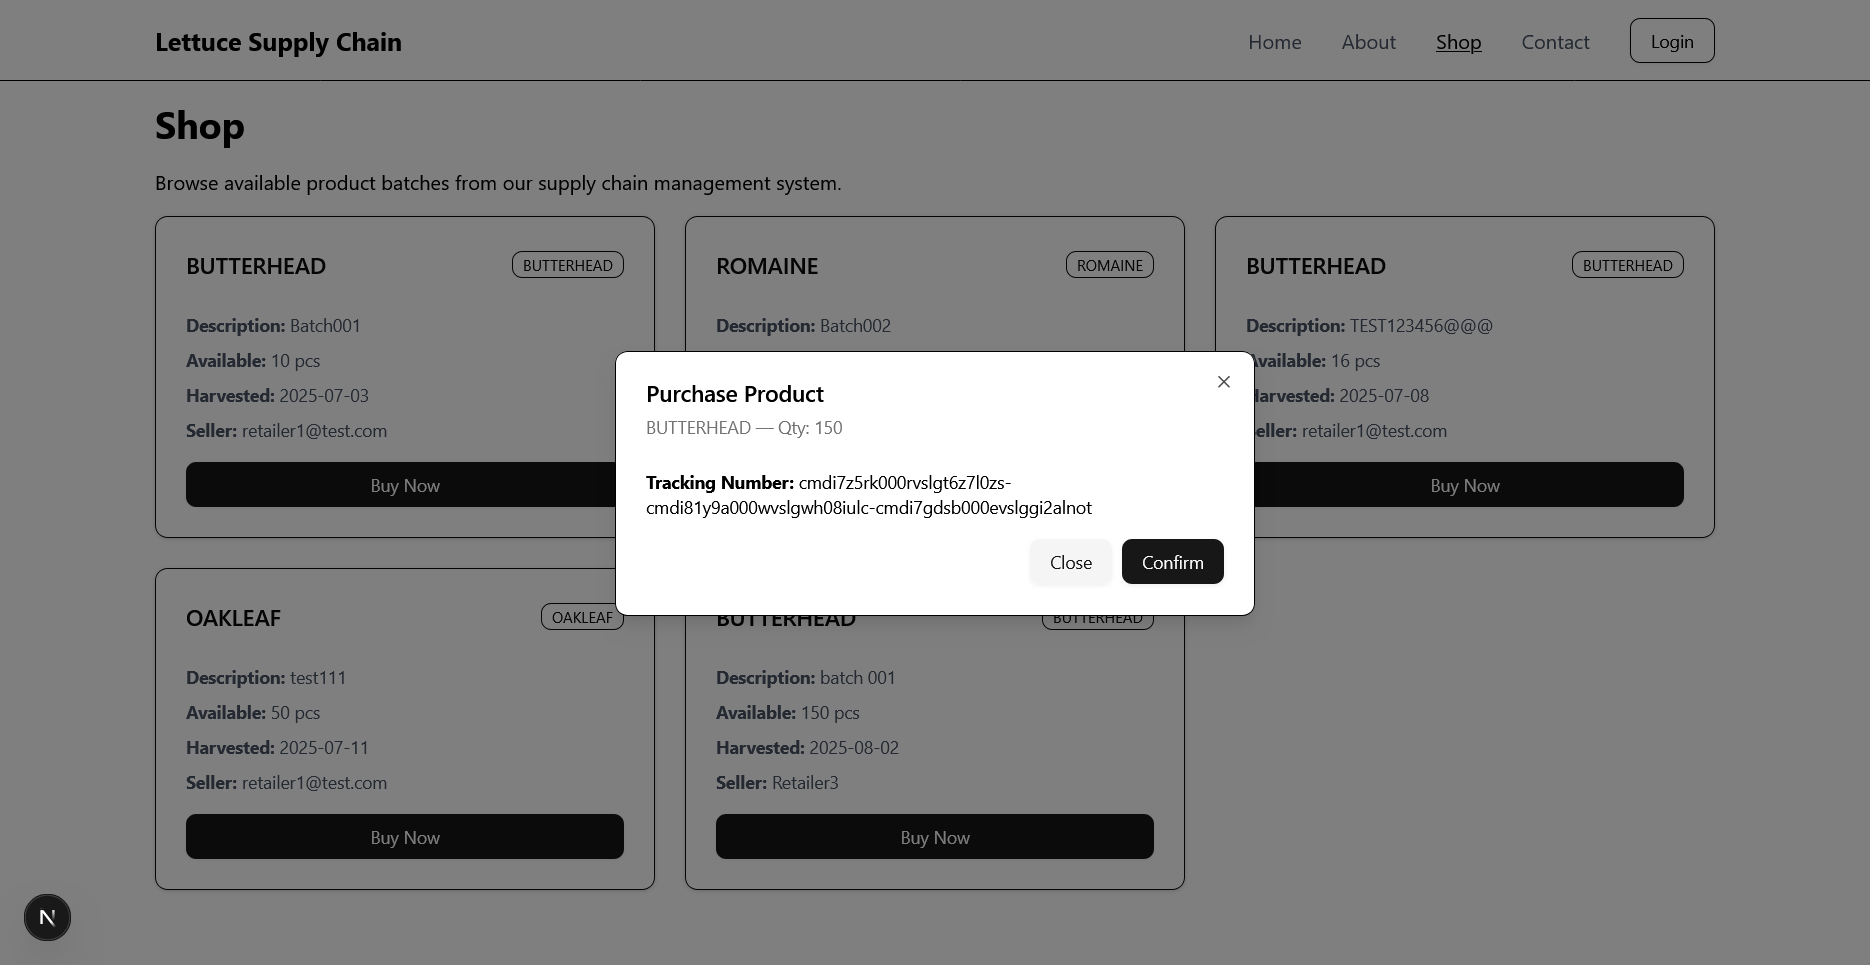 Lettuce Supply Chain
Home
About
Shop
Contact
Login
Shop
Browse available product batches from our supply chain management system.
BUTTERHEAD
BUTTERHEAD
Description: Batch001
Available: 10 pcs
Harvested: 2025-07-03
Seller: retailer1@test.com
Buy Now
ROMAINE
ROMAINE
Description: Batch002
BUTTERHEAD
BUTTERHEAD
Description: TEST123456@@@
Available: 16 pcs
Harvested: 2025-07-08
Seller: retailer1@test.com
Buy Now
Purchase Product
BUTTERHEAD — Qty: 150
Tracking Number: cmdi7z5rk000rvslgt6z7l0zs-
cmdi81y9a000wvslgwh08iulc-cmdi7gdsb000evslggi2alnot
Close
Confirm
OAKLEAF
OAKLEAF
Description: test111
Available: 50 pcs
Harvested: 2025-07-11
Seller: retailer1@test.com
Buy Now
BUTTERHEAD
BUTTERHEAD
Description: batch 001
Available: 150 pcs
Harvested: 2025-08-02
Seller: Retailer3
Buy Now
N